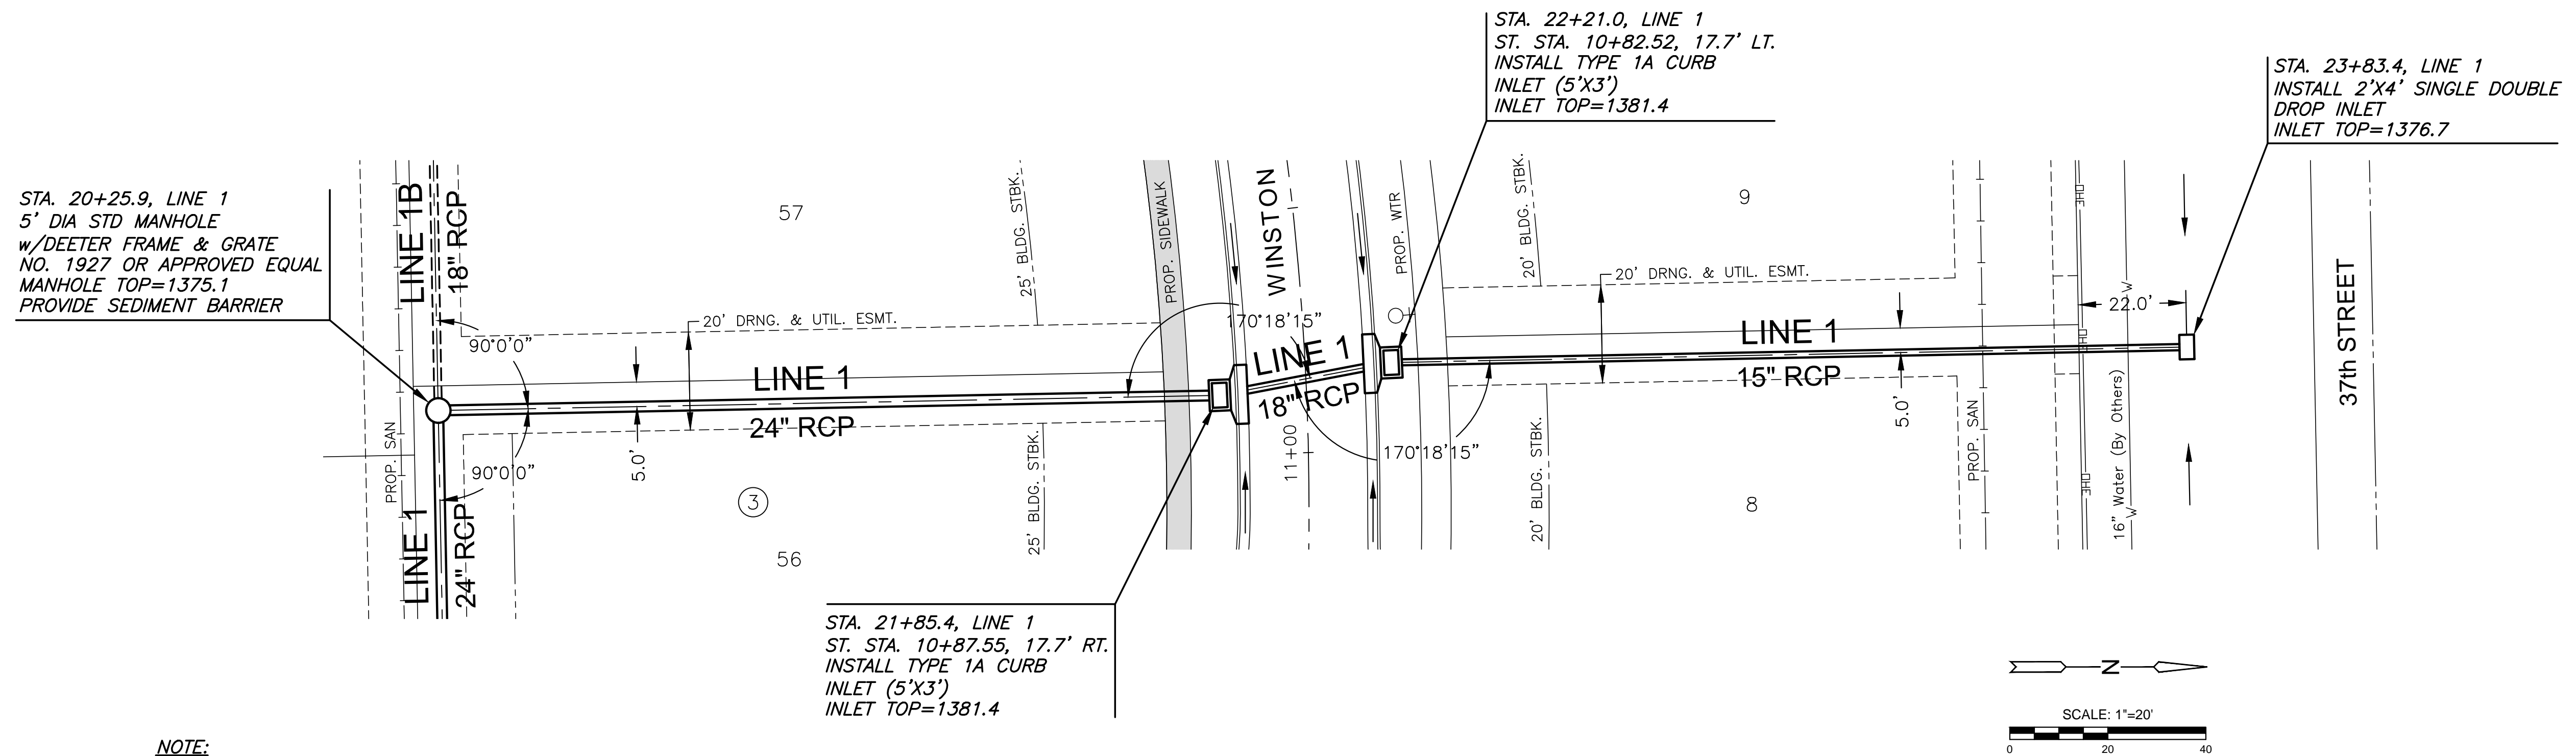 STA. 22+21.0, LINE 1
ST. STA. 10+82.52, 17.7' LT.
INSTALL TYPE 1A CURB
INLET (5'X3')
INLET TOP=1381.4
STA. 23+83.4, LINE 1
INSTALL 2'X4' SINGLE DOUBLE
DROP INLET
INLET TOP=1376.7
STA. 20+25.9, LINE 1
5' DIA STD MANHOLE
w/DEETER FRAME & GRATE
NO. 1927 OR APPROVED EQUAL
MANHOLE TOP=1375.1
PROVIDE SEDIMENT BARRIER
LINE 1B
18" RCP
57
25' BLDG. STBK.
PROP. SIDEWALK
WINSTON
PROP. WTR
20' BLDG. STBK.
9
OHE
W
22.0'
37th STREET
20' DRNG. & UTIL. ESMT.
20' DRNG. & UTIL. ESMT.
90°0'0"
170°18'15"
OHE
LINE 1
LINE 1
LINE 1
24" RCP
18" RCP
15" RCP
PROP. SAN
90°0'0"
5.0'
25' BLDG. STBK.
11+00
170°18'15"
20' BLDG. STBK.
5.0'
PROP. SAN
OHE
16" Water (By Others)
W
LINE 1
24" RCP
3
56
8
STA. 21+85.4, LINE 1
ST. STA. 10+87.55, 17.7' RT.
INSTALL TYPE 1A CURB
INLET (5'X3')
INLET TOP=1381.4
N
SCALE: 1"=20'
0 20 40
NOTE: